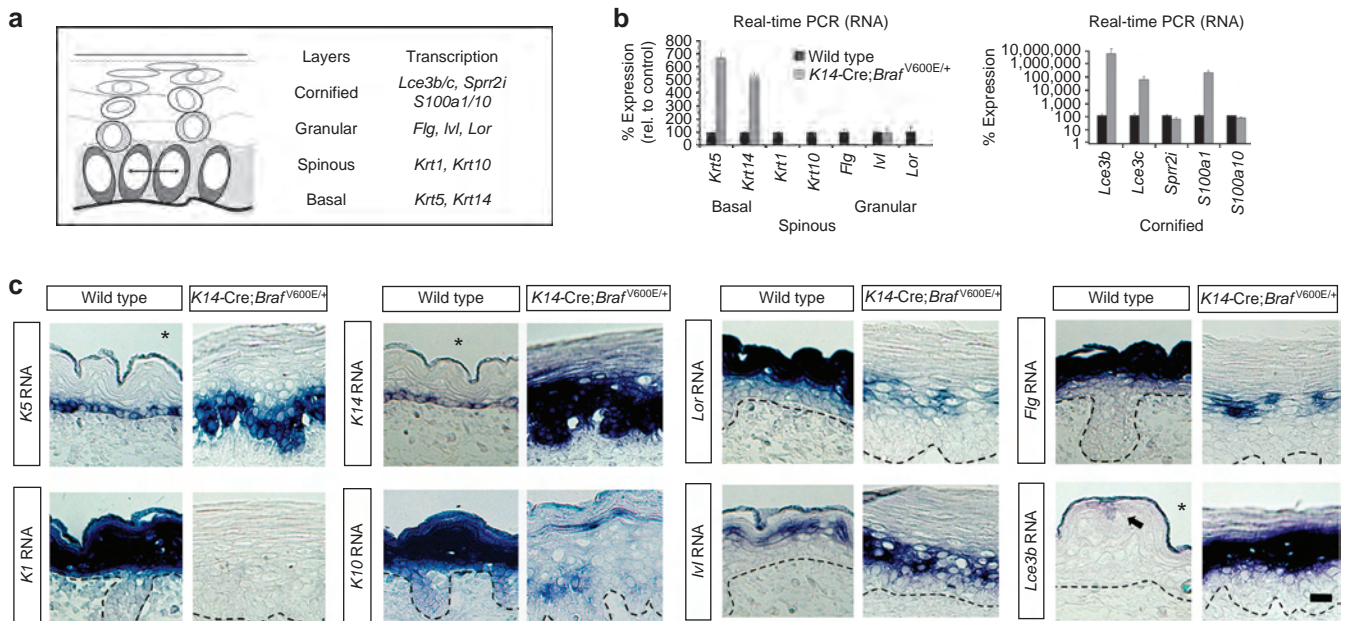 a
Layers Transcription
Cornified Lce3b/c, Sprr2i
S100a1/10
Granular Flg, Ivl, Lor
Spinous Krt1, Krt10
Basal Krt5, Krt14
b
Real-time PCR (RNA)
% Expression
(rel. to control)
800
700
600
500
400
300
200
100
0
Wild type
K14-Cre;Braf V600E/+
Krt5
Krt14
Krt1
Krt10
Flg
Ivl
Lor
Basal
Spinous
Granular
Real-time PCR (RNA)
% Expression
10,000,000
1,000,000
100,000
10,000
1,000
100
10
1
Lce3b
Lce3c
Sprr2i
S100a1
S100a10
Cornified
c
Wild type
K14-Cre;Braf V600E/+
Wild type
K14-Cre;Braf V600E/+
Wild type
K14-Cre;Braf V600E/+
Wild type
K14-Cre;Braf V600E/+
K5 RNA
*
K14 RNA
*
Lor RNA
Flg RNA
K1 RNA
K10 RNA
Ivl RNA
Lce3b RNA
*